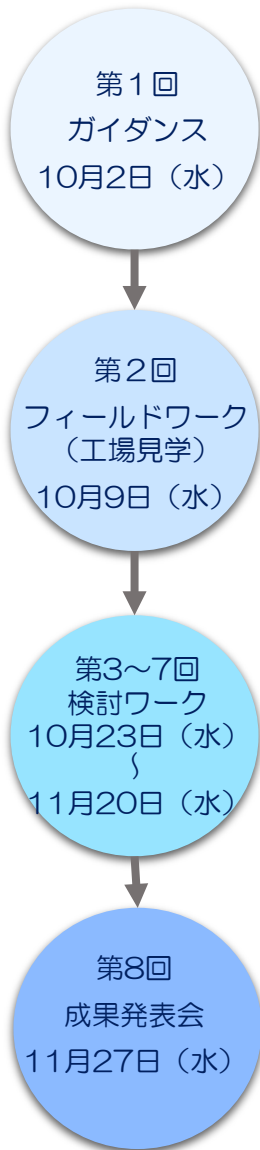 第１回
ガイダンス
10月2日（水）
第２回
フィールドワーク
（工場見学）
10月9日（水）
第3～7回
検討ワーク
10月23日（水）
～
11月20日（水）
第8回
成果発表会
11月27日（水）